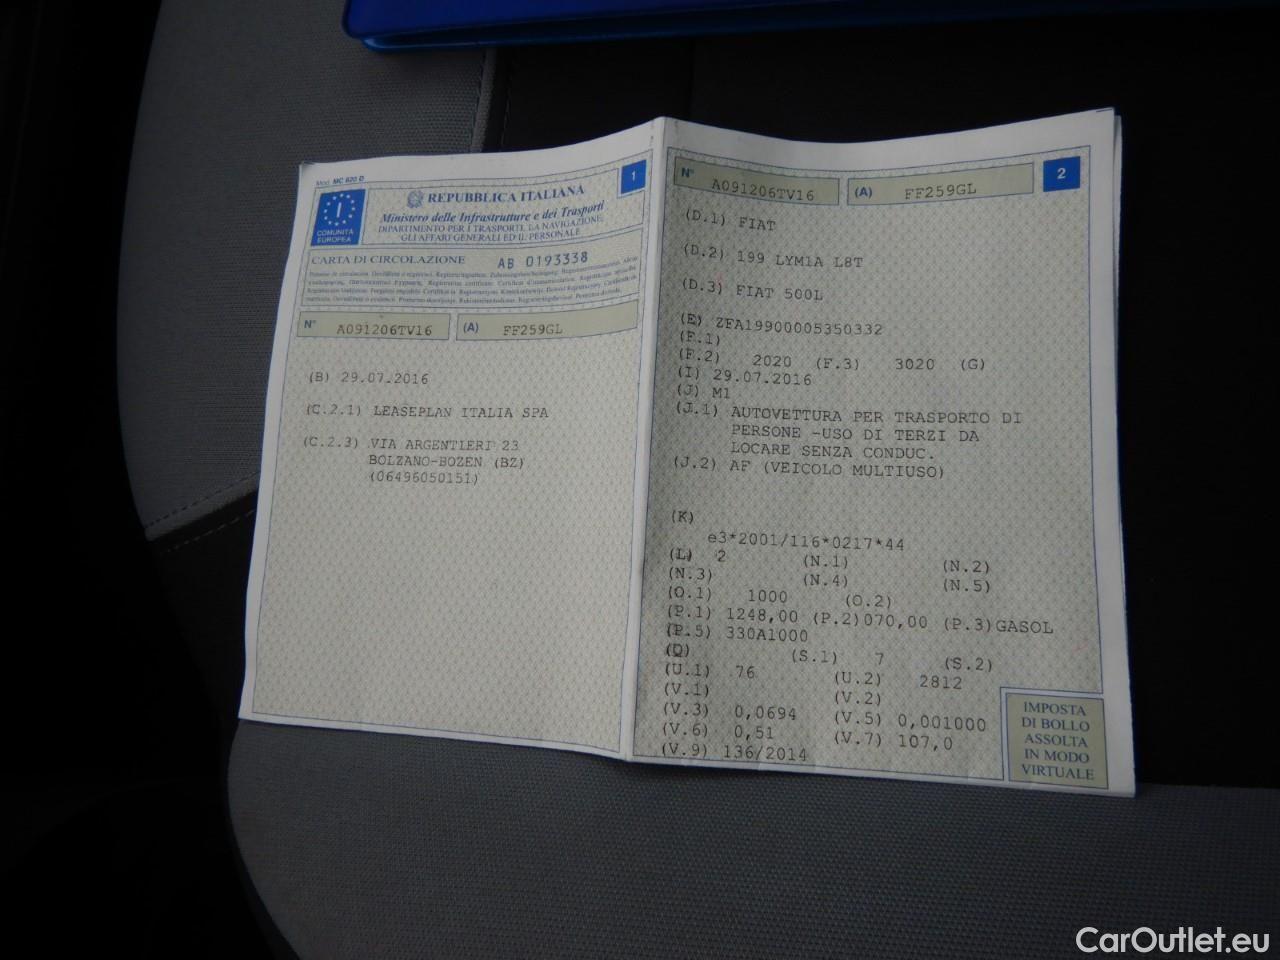 Mod. MC 820 D
1
I
COMUNITÀ
EUROPEA
REPUBBLICA ITALIANA
Ministero delle Infrastrutture e dei Trasporti
DIPARTIMENTO PER I TRASPORTI, LA NAVIGAZIONE,
GLI AFFARI GENERALI ED IL PERSONALE
CARTA DI CIRCOLAZIONE AB 0193338
N° A091206TV16 (A) FF259GL
(B) 29.07.2016
(C.2.1) LEASEPLAN ITALIA SPA
(C.2.3) VIA ARGENTIERI 23
BOLZANO-BOZEN (BZ)
(06496050151)
N° A091206TV16 (A) FF259GL 2
(D.1) FIAT
(D.2) 199 LYM1A L8T
(D.3) FIAT 500L
(E) ZFA19900005350332
(F.1)
(F.2) 2020 (F.3) 3020 (G)
(I) 29.07.2016
(J) M1
(J.1) AUTOVETTURA PER TRASPORTO DI
PERSONE -USO DI TERZI DA
LOCARE SENZA CONDUC.
(J.2) AF (VEICOLO MULTIUSO)
(K)
e3*2001/116*0217*44
(L) 2 (N.1) (N.2)
(N.3) (N.4) (N.5)
(O.1) 1000 (O.2)
(P.1) 1248,00 (P.2)070,00 (P.3)GASOL
(P.5) 330A1000
(Q) (S.1) 7 (S.2)
(U.1) 76 (U.2) 2812
(V.1) (V.2)
(V.3) 0,0694 (V.5) 0,001000
(V.6) 0,51 (V.7) 107,0
(V.9) 136/2014
IMPOSTA
DI BOLLO
ASSOLTA
IN MODO
VIRTUALE
CarOutlet.eu